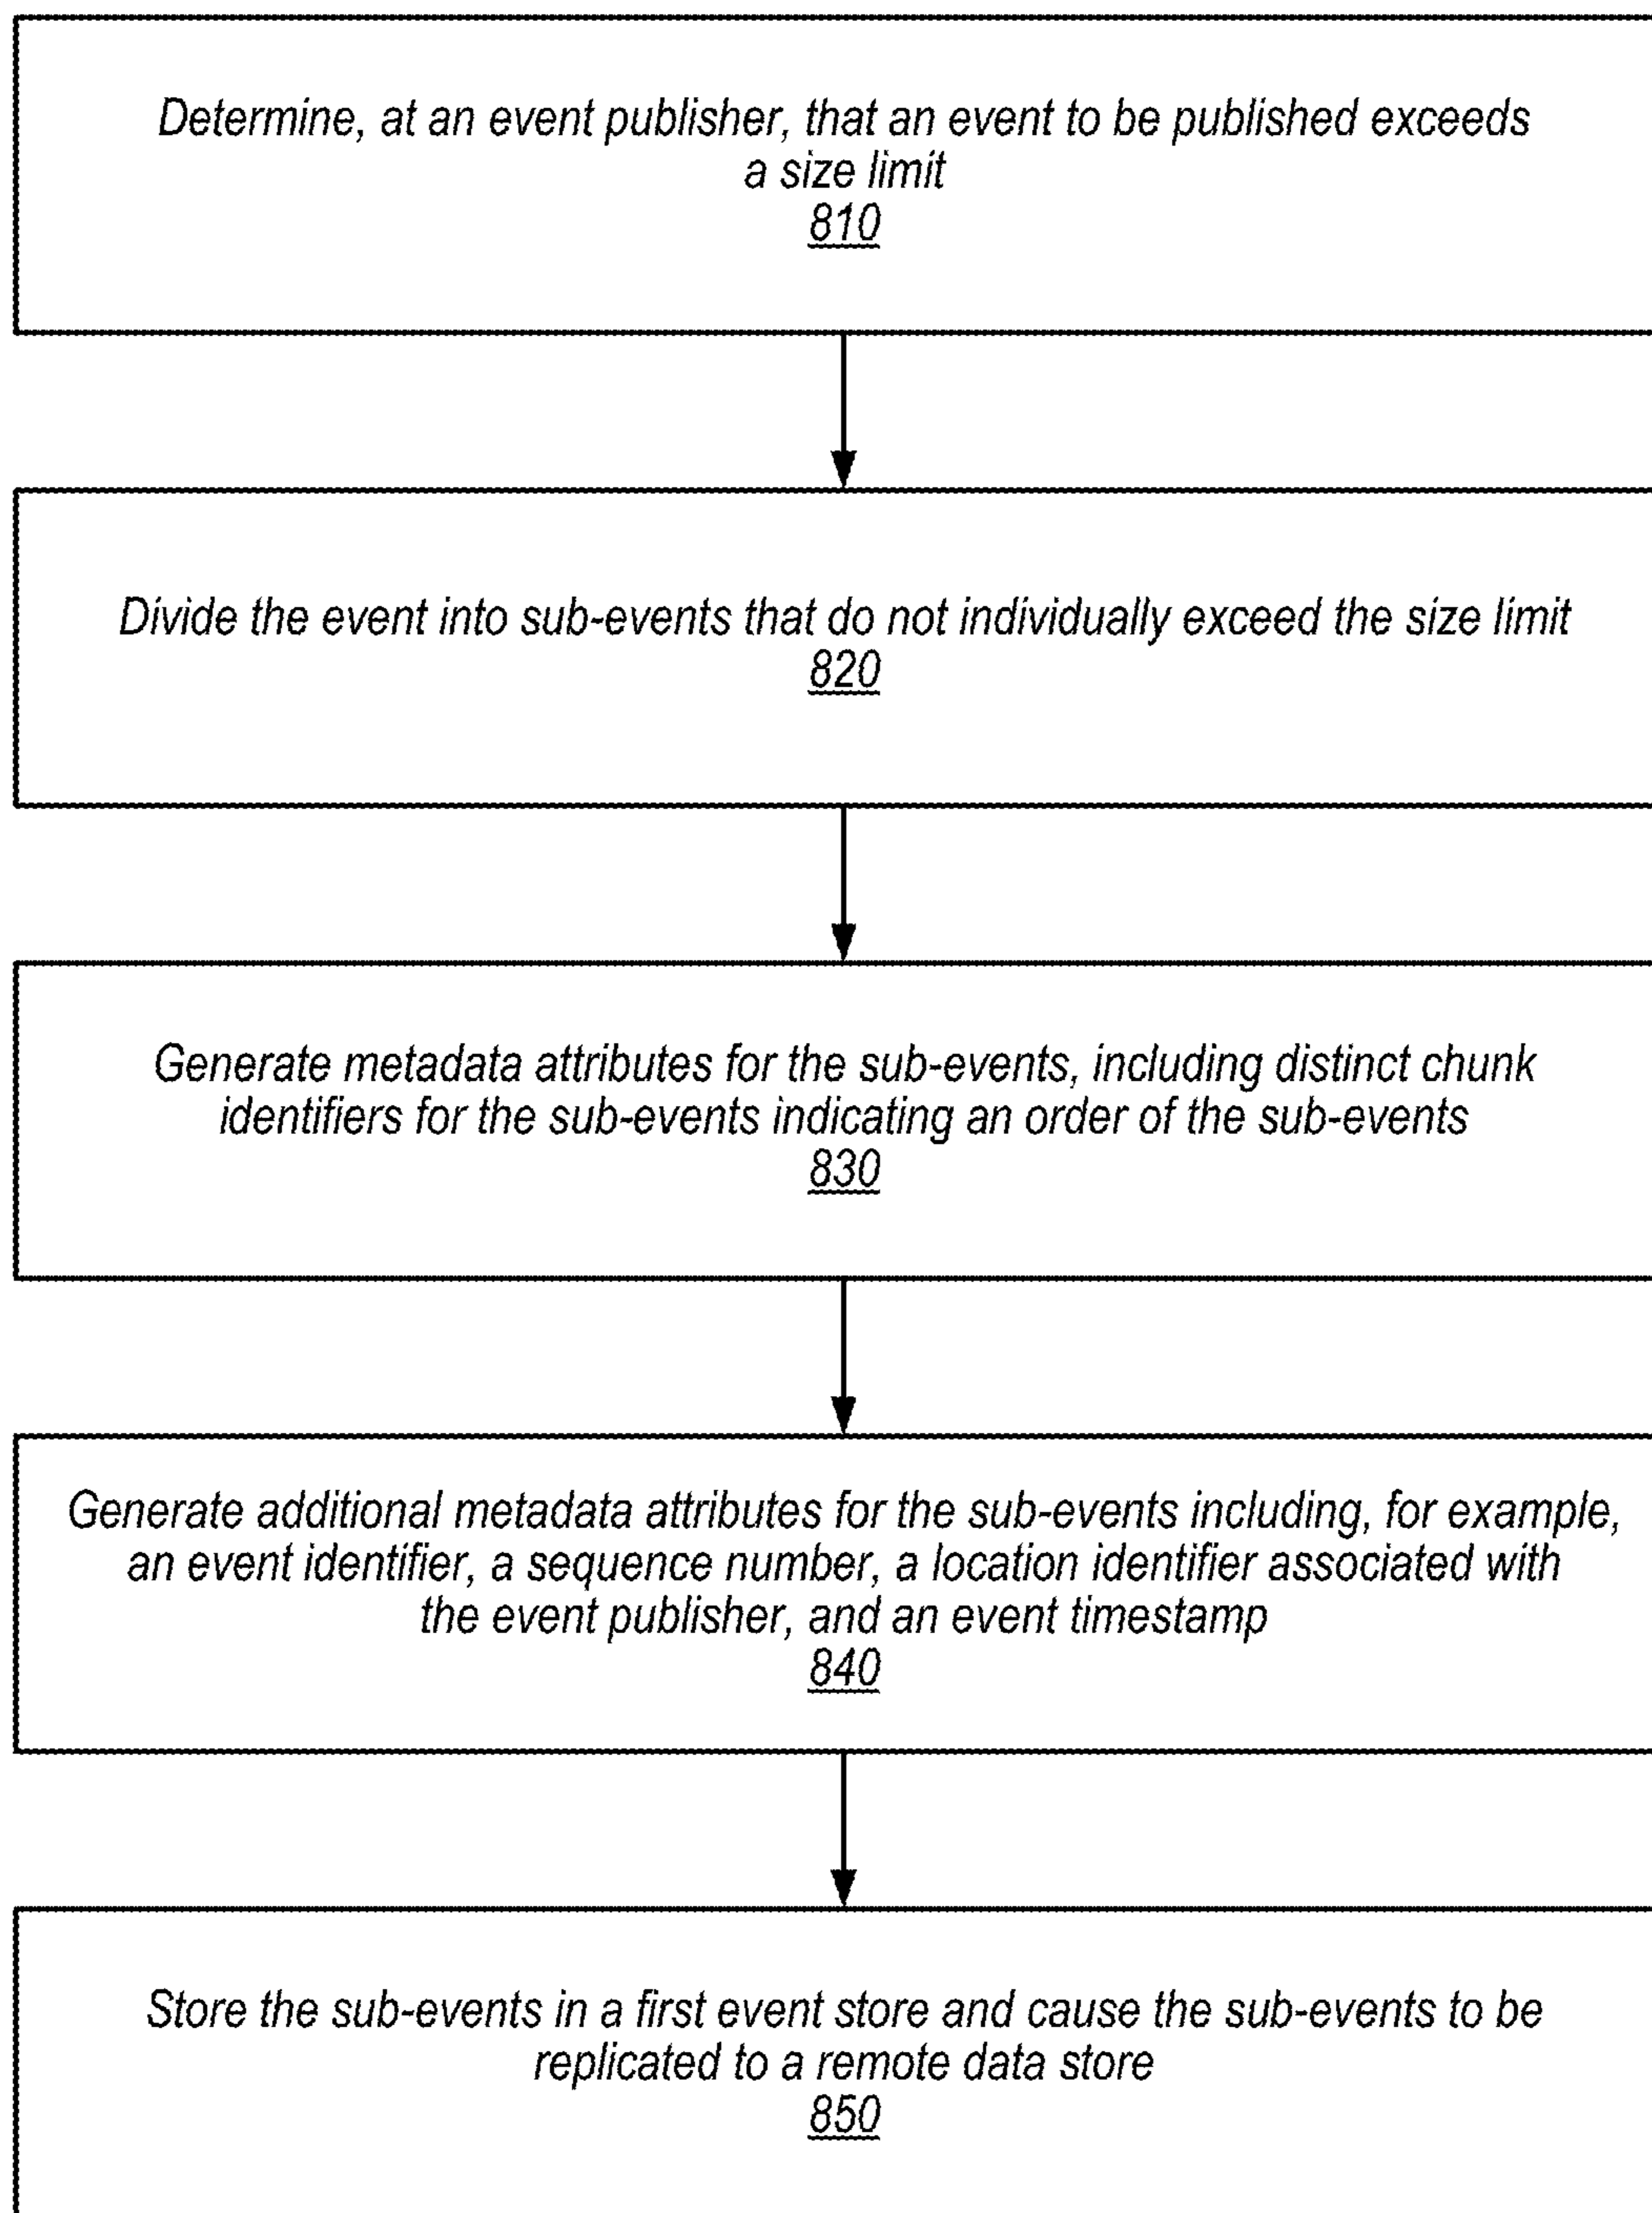 Determine, at an event publisher, that an event to be published exceeds
a size limit
810
Divide the event into sub-events that do not individually exceed the size limit
820
Generate metadata attributes for the sub-events, including distinct chunk
identifiers for the sub-events indicating an order of the sub-events
830
Generate additional metadata attributes for the sub-events including, for example,
an event identifier, a sequence number, a location identifier associated with
the event publisher, and an event timestamp
840
Store the sub-events in a first event store and cause the sub-events to be
replicated to a remote data store
850